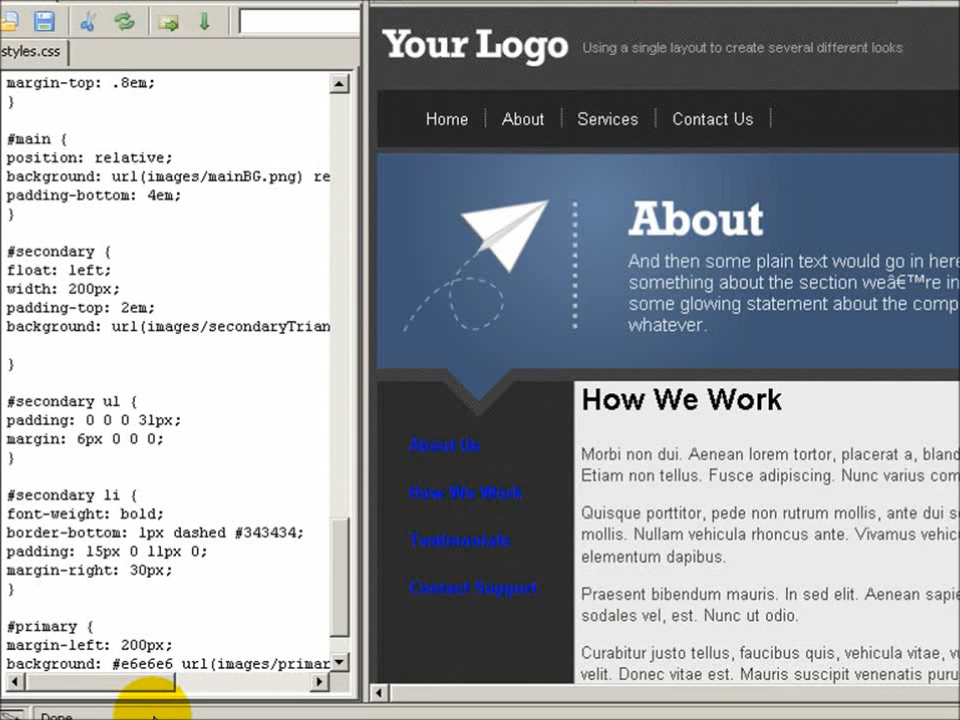 styles.css
margin-top: .8em;
}
#main {
position: relative;
background: url(images/mainBG.png) re
padding-bottom: 4em;
}
#secondary {
float: left;
width: 200px;
padding-top: 2em;
background: url(images/secondaryTrian
}
#secondary ul {
padding: 0 0 0 31px;
margin: 6px 0 0 0;
}
#secondary li {
font-weight: bold;
border-bottom: 1px dashed #343434;
padding: 15px 0 11px 0;
margin-right: 30px;
}
#primary {
margin-left: 200px;
background: #e6e6e6 url(images/primar
Done
Your Logo
Using a single layout to create several different looks
Home
About
Services
Contact Us
About
And then some plain text would go in here
something about the section weâ€™re in
some glowing statement about the comp
whatever.
About Us
How We Work
Testimonials
Contact Support
How We Work
Morbi non dui. Aenean lorem tortor, placerat a, bland
Etiam non tellus. Fusce adipiscing. Nunc varius com
Quisque porttitor, pede non rutrum mollis, ante dui s
mollis. Nullam vehicula rhoncus ante. Vivamus vehic
elementum dapibus.
Praesent bibendum mauris. In sed elit. Aenean sapie
sodales vel, est. Nunc ut odio.
Curabitur justo tellus, faucibus quis, vehicula vitae, v
velit. Donec vitae est. Mauris suscipit venenatis puru